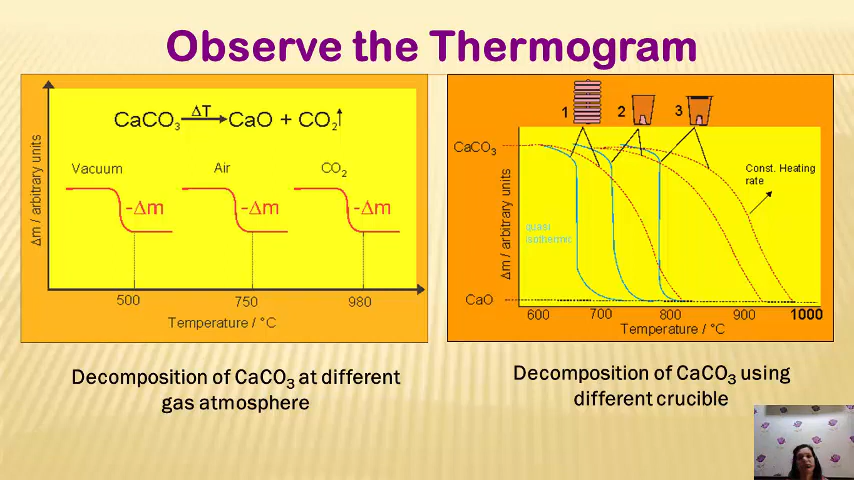 Observe the Thermogram
CaCO₃ ΔT→ CaO + CO₂↑
Vacuum Air CO₂
-Δm -Δm -Δm
Δm / arbitrary units
500 750 980
Temperature / °C
Decomposition of CaCO₃ at different
gas atmosphere
1 2 3
CaCO₃
Const. Heating
rate
quasi
isothermic
Δm / arbitrary units
CaO
600 700 800 900 1000
Temperature / °C
Decomposition of CaCO₃ using
different crucible